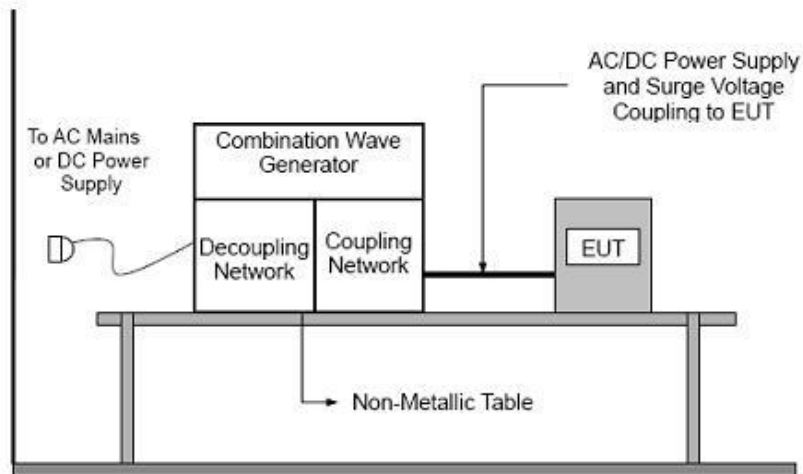 AC/DC Power Supply
and Surge Voltage
Coupling to EUT
To AC Mains
or DC Power
Supply
Combination Wave
Generator
Decoupling
Network
Coupling
Network
EUT
Non-Metallic Table